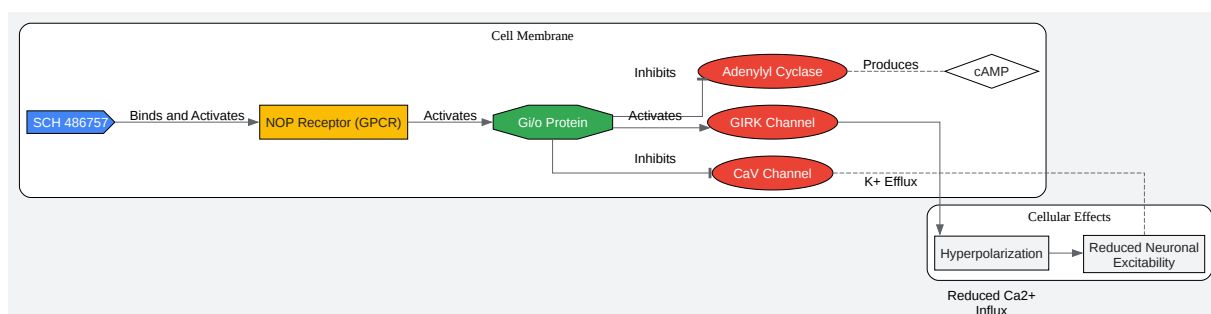 Cell Membrane
Inhibits
Adenylyl Cyclase
Produces
cAMP
SCH 486757
Binds and Activates
NOP Receptor (GPCR)
Activates
Gi/o Protein
Activates
GIRK Channel
Inhibits
CaV Channel
K+ Efflux
Cellular Effects
Hyperpolarization
Reduced Neuronal
Excitability
Reduced Ca2+
Influx